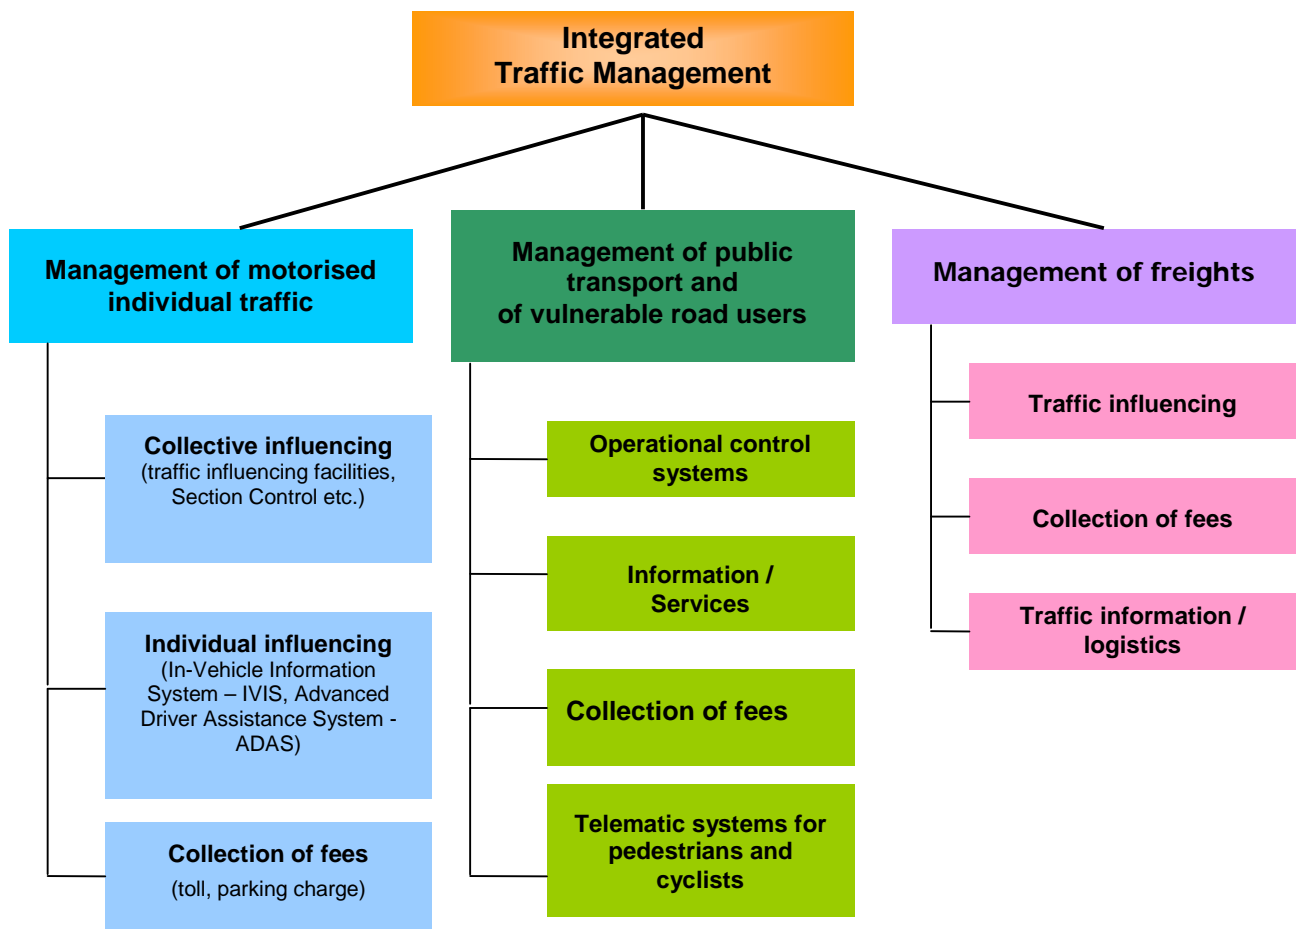 Integrated
Traffic Management
Management of motorised
individual traffic
Collective influencing
(traffic influencing facilities,
Section Control etc.)
Individual influencing
(In-Vehicle Information
System – IVIS, Advanced
Driver Assistance System -
ADAS)
Collection of fees
(toll, parking charge)
Management of public
transport and
of vulnerable road users
Operational control
systems
Information /
Services
Collection of fees
Telematic systems for
pedestrians and
cyclists
Management of freights
Traffic influencing
Collection of fees
Traffic information /
logistics